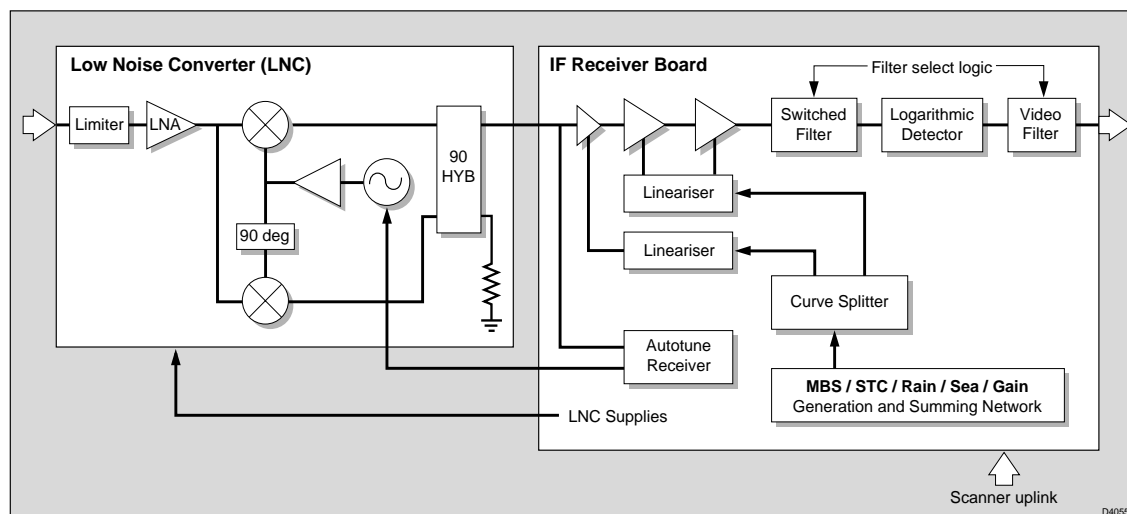 Low Noise Converter (LNC)
Limiter
LNA
90 deg
90
HYB
IF Receiver Board
Filter select logic
Switched
Filter
Logarithmic
Detector
Video
Filter
Lineariser
Lineariser
Curve Splitter
Autotune
Receiver
MBS / STC / Rain / Sea / Gain
Generation and Summing Network
LNC Supplies
Scanner uplink